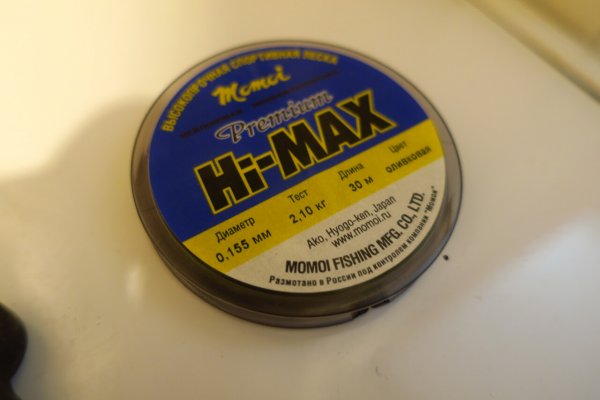 ВЫСОКОПРОЧНАЯ СПОРТИВНАЯ ЛЕСКА
Momoi
Premium
Hi-MAX
Диаметр Тест Длина Цвет
0,155 мм 2,10 кг 30 м оливковая
Ako, Hyogo-ken, Japan
www.momoi.ru
MOMOI FISHING MFG. CO., LTD.
Размотано в России под контролем компании "Момои"